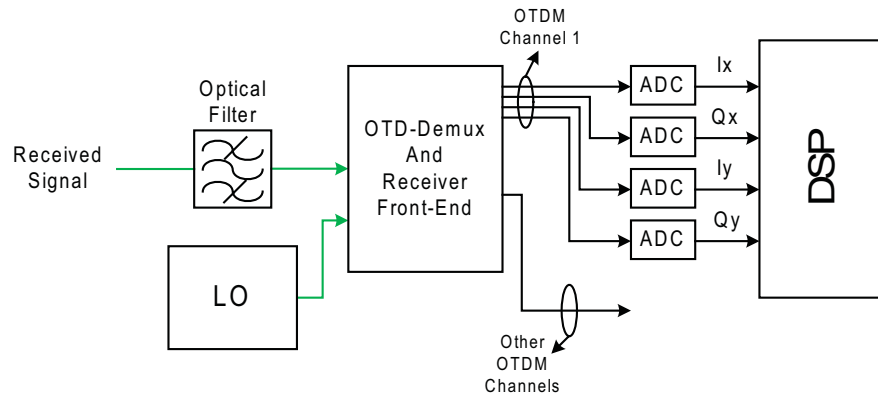 OTDM
Channel 1
Optical
Filter
Received
Signal
OTD-Demux
And
Receiver
Front-End
LO
ADC
ADC
ADC
ADC
Ix
Qx
Iy
Qy
DSP
Other
OTDM
Channels